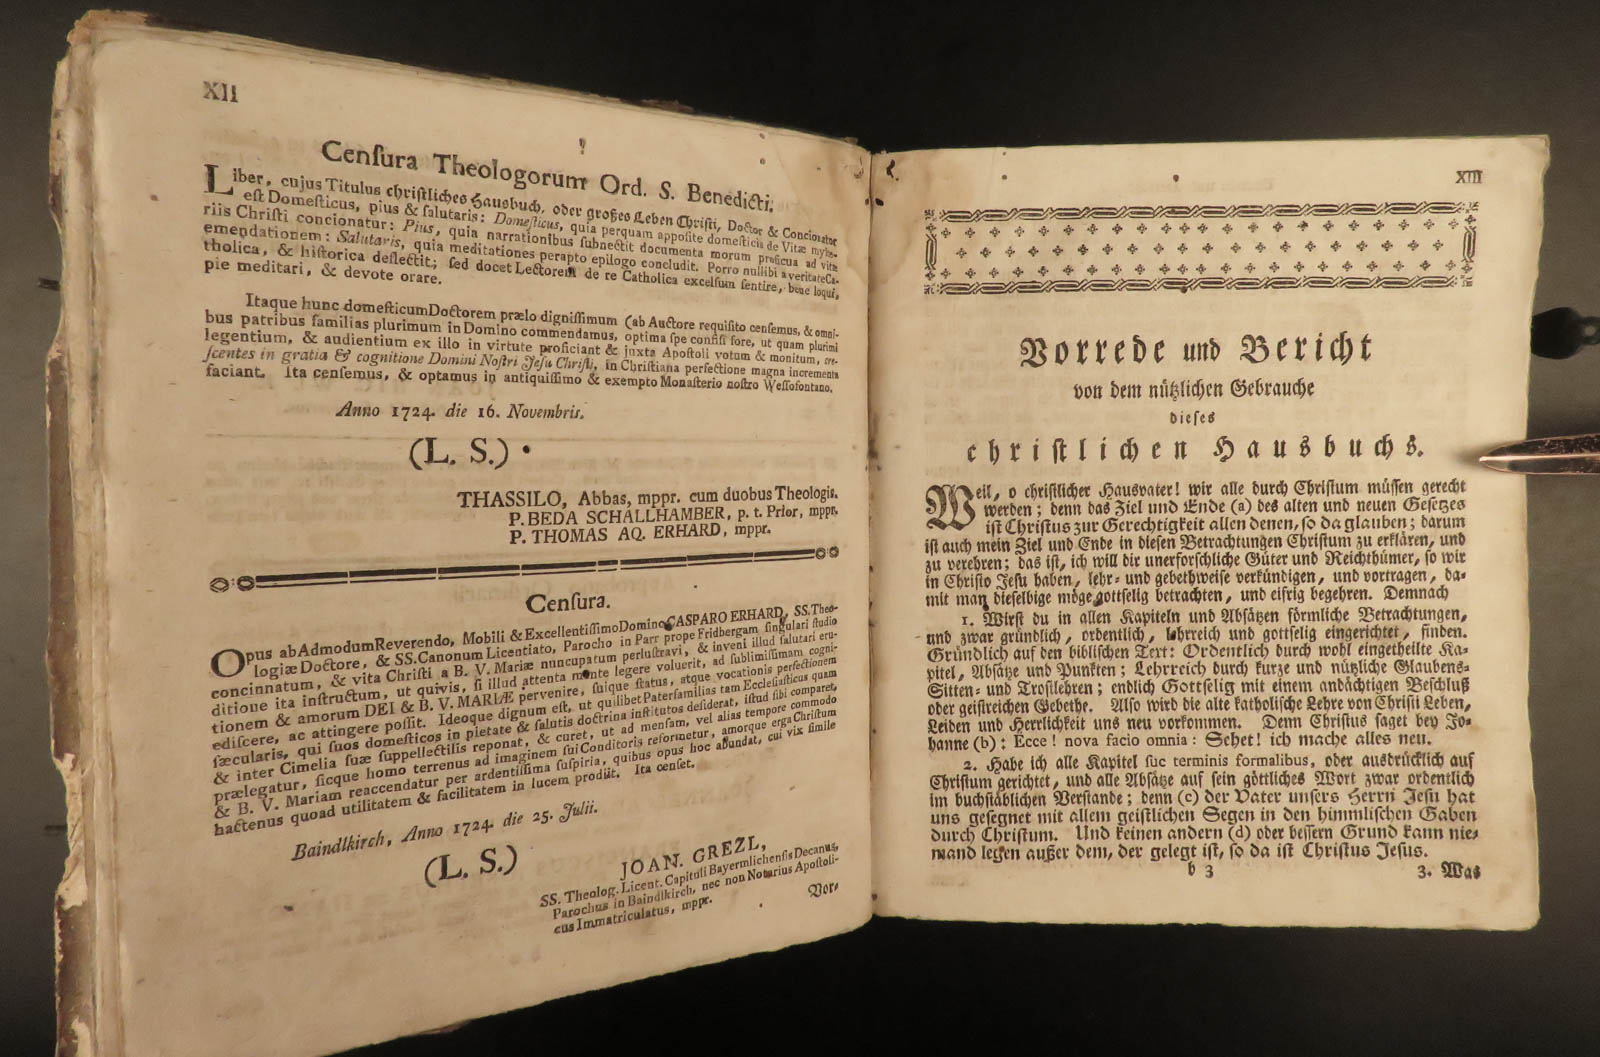 XII
Cenſura Theologorum Ord. S. Benedicti.
Liber, cujus Titulus chriſtliches Hausbuch, oder großes Leben Chriſti, Doctor & Concionator
eſt Domeſticus, pius & ſalutaris: Domeſticus, quia perquam appoſite domeſticis de Vitæ myſte-
riis Chriſti concionatur: Pius, quia narrationibus ſubnectit documenta morum proficua ad vitæ
emendationem: Salutaris, quia meditationes perapto epilogo concludit. Porro nullibi a veritate Ca-
tholica, & hiſtorica deflectit; ſed docet Lectorem de re Catholica excelſum ſentire, bene loqui,
pie meditari, & devote orare.
Itaque hunc domeſticum Doctorem prælo digniſſimum (ab Auctore requiſito cenſemus, & omni-
bus patribus familias plurimum in Domino commendamus, optima ſpe confiſi fore, ut quam plurimi
legentium, & audientium ex illo in virtute proficiant & juxta Apoſtoli votum & monitum, cre-
ſcentes in gratia & cognitione Domini Noſtri Jeſu Chriſti, in Chriſtiana perfectione magna incrementa
faciant. Ita cenſemus, & optamus in antiquiſſimo & exempto Monaſterio noſtro Weſſofontano.
Anno 1724. die 16. Novembris.
(L. S.)
THASSILO, Abbas, mppr. cum duobus Theologis.
P. BEDA SCHALLHAMBER, p. t. Prior, mppr.
P. THOMAS AQ. ERHARD, mppr.
Cenſura.
Opus ab Admodum Reverendo, Mobili & Excellentiſſimo Domino CASPARO ERHARD, SS. Theo-
logiæ Doctore, & SS. Canonum Licentiato, Parocho in Parr prope Fridbergam ſingulari ſtudio
concinnatum, & vita Chriſti a B. V. Mariæ nuncupatum perluſtravi, & inveni illud ſalutari eru-
ditione ita inſtructum, ut quivis, ſi illud attenta mente legere voluerit, ad ſublimiſſimam cogni-
tionem & amorum DEI & B. V. MARIÆ pervenire, ſuique ſtatus, atque vocationis perfectionem
ediſcere, ac attingere poſſit. Ideoque dignum eſt, ut quilibet Paterfamilias tam Eccleſiaſticus quam
ſæcularis, qui ſuos domeſticos in pietate & ſalutis doctrina inſtitutos deſiderat, iſtud ſibi comparet,
& inter Cimelia ſuæ ſuppellectilis reponat, & curet, ut ad menſam, vel alias tempore commodo
prælegatur, ſicque homo terrenus ad imaginem ſui Conditoris reformetur, amorque erga Chriſtum
& B. V. Mariam reaccendatur per ardentiſſima ſuſpiria, quibus opus hoc abundat, cui vix ſimile
hactenus quoad utilitatem & facilitatem in lucem prodiit. Ita cenſet.
Baindlkirch, Anno 1724. die 25. Julii.
(L. S.)
JOAN. GREZL,
SS. Theolog. Licent. Capituli Bayermlichenſis Decanus,
Parochus in Baindlkirch, nec non Notarius Apoſtoli-
cus Immatriculatus, mppr.
Vor-
XIII
Vorrede und Bericht
von dem nützlichen Gebrauche
dieſes
chriſtlichen Hausbuchs.
Weil, o chriſtlicher Hausvater! wir alle durch Chriſtum müſſen gerecht
werden; denn das Ziel und Ende (a) des alten und neuen Geſetzes
iſt Chriſtus zur Gerechtigkeit allen denen, ſo da glauben; darum
iſt auch mein Ziel und Ende in dieſen Betrachtungen Chriſtum zu erklären, und
zu verehren; das iſt, ich will dir unerforſchliche Güter und Reichthümer, ſo wir
in Chriſto Jeſu haben, lehr- und gebethweiſe verkündigen, und vortragen, da-
mit man dieſelbige möge gottſelig betrachten, und eifrig begehren. Demnach
1. Wirſt du in allen Kapiteln und Abſätzen förmliche Betrachtungen,
und zwar gründlich, ordentlich, lehrreich und gottſelig eingerichtet, finden.
Gründlich auf den bibliſchen Text: Ordentlich durch wohl eingetheilte Ka-
pitel, Abſätze und Punkten; Lehrreich durch kurze und nützliche Glaubens-
Sitten- und Troſtlehren; endlich Gottſelig mit einem andächtigen Beſchluß
oder geiſtreichen Gebethe. Alſo wird die alte katholiſche Lehre von Chriſti Leben,
Leiden und Herrlichkeit uns neu vorkommen. Denn Chriſtus ſaget bey Jo-
hanne (b): Ecce! nova facio omnia: Sehet! ich mache alles neu.
2. Habe ich alle Kapitel ſuc terminis formalibus, oder ausdrücklich auf
Chriſtum gerichtet, und alle Abſätze auf ſein göttliches Wort zwar ordentlich
im buchſtäblichen Verſtande; denn (c) der Vater unſers Herrn Jeſu hat
uns geſegnet mit allem geiſtlichen Segen in den himmliſchen Gaben
durch Chriſtum. Und keinen andern (d) oder beſſern Grund kann nie-
mand legen außer dem, der gelegt iſt, ſo da iſt Chriſtus Jeſus.
b 3
3. Was